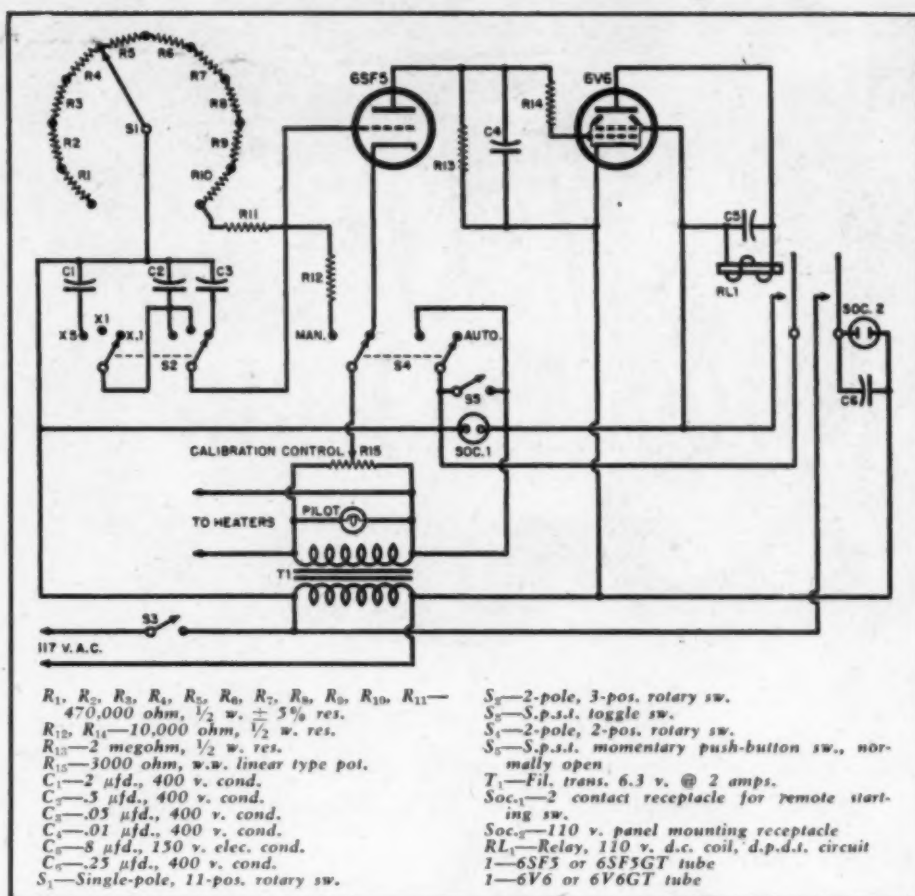 R5 R6
R4 R7
R3 R8
S1
R2 R9
R1 R10
R11
6SF5
6V6
R14
C4
R13
C5
RL1
C1 C2 C3
R12
X1
X5 X.1
S2
MAN. AUTO.
S4
SOC. 2
S5
C6
CALIBRATION CONTROL R15
SOC. 1
PILOT
TO HEATERS
T1
S3
117 V. A.C.
R₁, R₂, R₃, R₄, R₅, R₆, R₇, R₈, R₉, R₁₀, R₁₁—
470,000 ohm, ½ w. ± 5% res.
R₁₂, R₁₄—10,000 ohm, ½ w. res.
R₁₃—2 megohm, ½ w. res.
R₁₅—3000 ohm, w.w. linear type pot.
C₁—2 µfd., 400 v. cond.
C₂—.5 µfd., 400 v. cond.
C₃—.05 µfd., 400 v. cond.
C₄—.01 µfd., 400 v. cond.
C₅—8 µfd., 150 v. elec. cond.
C₆—.25 µfd., 400 v. cond.
S₁—Single-pole, 11-pos. rotary sw.
S₂—2-pole, 3-pos. rotary sw.
S₃—S.p.s.t. toggle sw.
S₄—2-pole, 2-pos. rotary sw.
S₅—S.p.s.t. momentary push-button sw., nor-
mally open
T₁—Fil. trans. 6.3 v. @ 2 amps.
Soc.₁—2 contact receptacle for remote start-
ing sw.
Soc.₂—110 v. panel mounting receptacle
RL₁—Relay, 110 v. d.c. coil, d.p.d.t. circuit
1—6SF5 or 6SF5GT tube
1—6V6 or 6V6GT tube